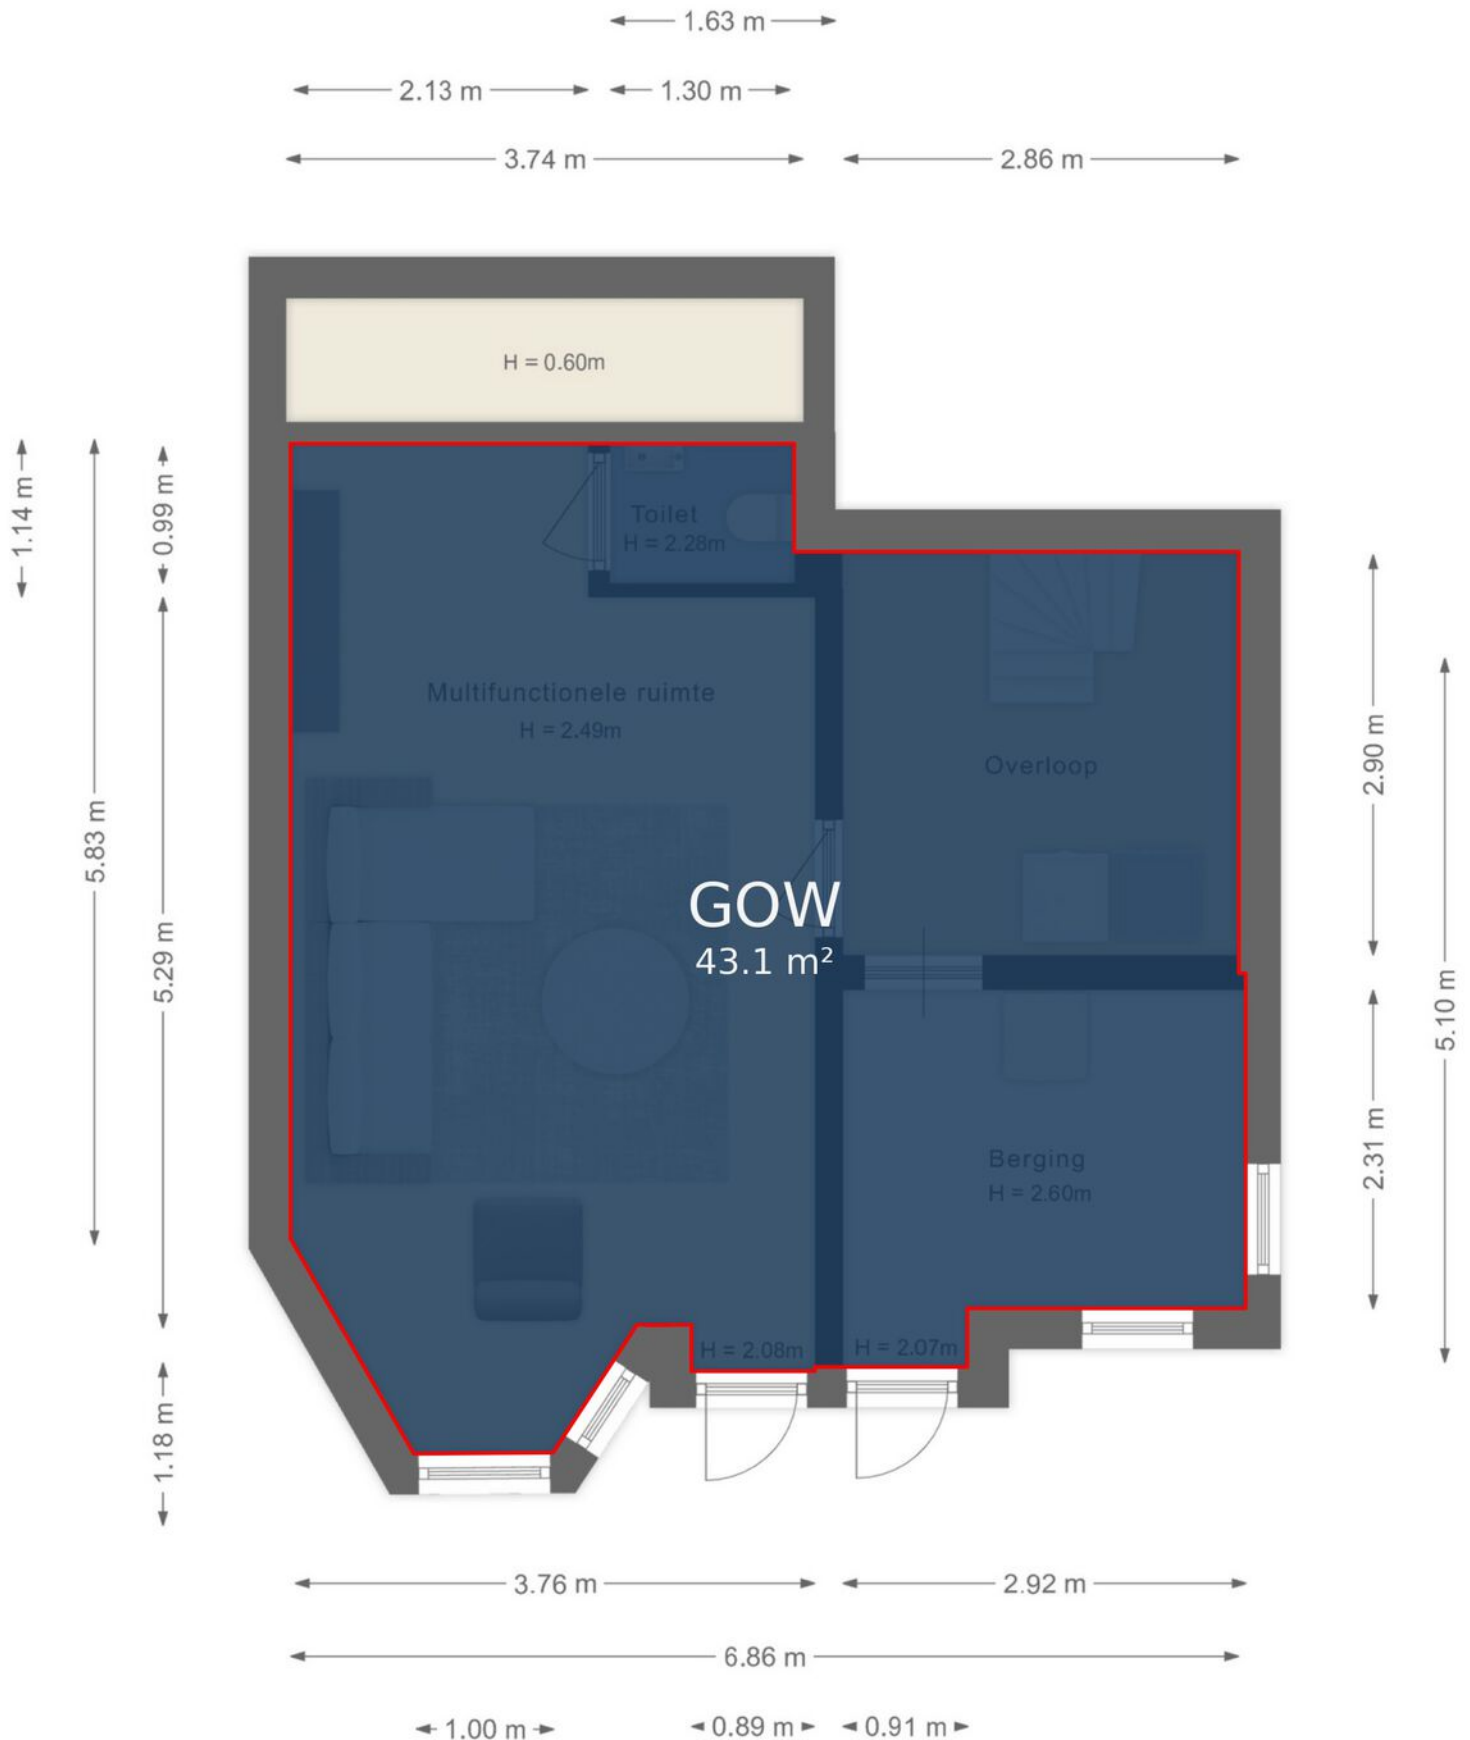 1.63 m
2.13 m
1.30 m
3.74 m
2.86 m
H = 0.60m
1.14 m
0.99 m
Toilet
H = 2.28m
Multifunctionele ruimte
H = 2.49m
Overloop
2.90 m
5.83 m
GOW
43.1 m²
5.29 m
5.10 m
Berging
H = 2.60m
2.31 m
H = 2.08m
H = 2.07m
1.18 m
3.76 m
2.92 m
6.86 m
1.00 m
0.89 m
0.91 m